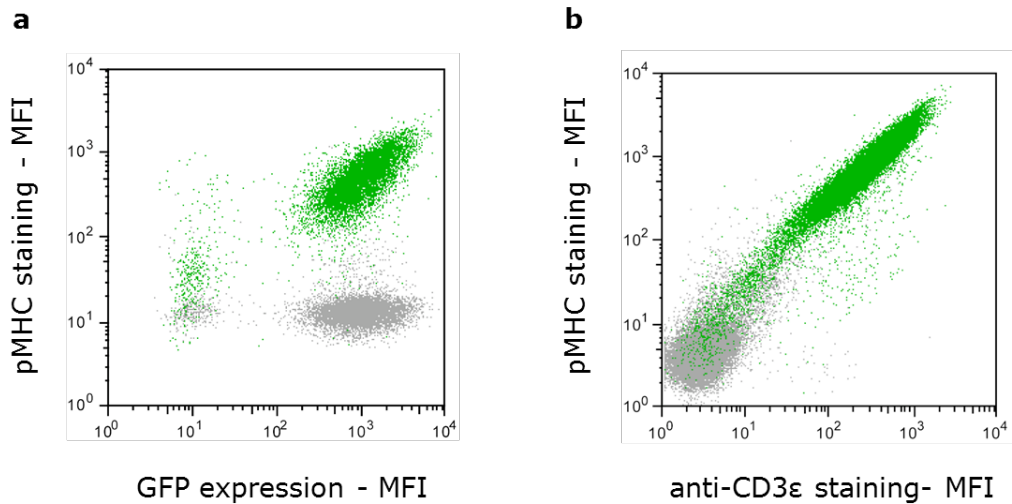 a
b
10⁴
10³
10²
10¹
10⁰
10⁰ 10¹ 10² 10³ 10⁴
pMHC staining - MFI
GFP expression - MFI
10⁴
10³
10²
10¹
10⁰
10⁰ 10¹ 10² 10³ 10⁴
pMHC staining - MFI
anti-CD3ε staining- MFI